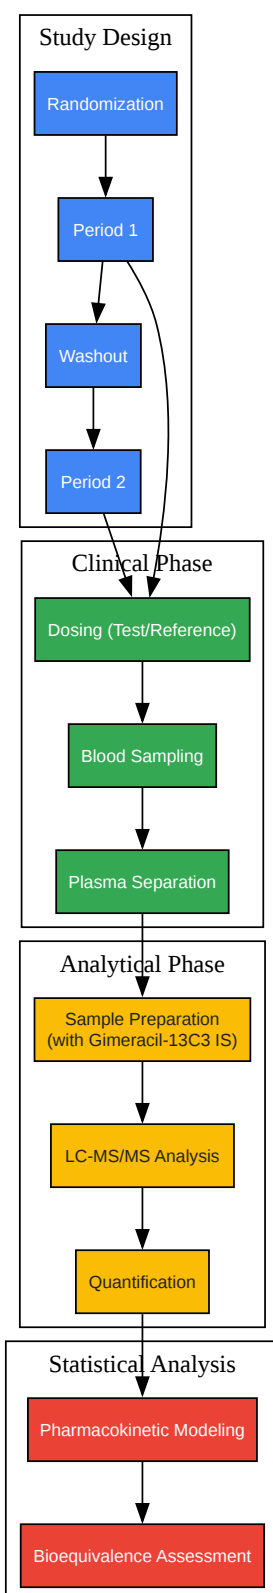 Study Design
Randomization
Period 1
Washout
Period 2
Clinical Phase
Dosing (Test/Reference)
Blood Sampling
Plasma Separation
Analytical Phase
Sample Preparation
(with Gimeracil-13C3 IS)
LC-MS/MS Analysis
Quantification
Statistical Analysis
Pharmacokinetic Modeling
Bioequivalence Assessment